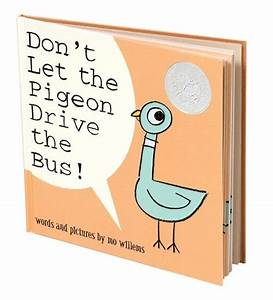 Don't
Let the
Pigeon
Drive
the
Bus!
words and pictures by mo willems